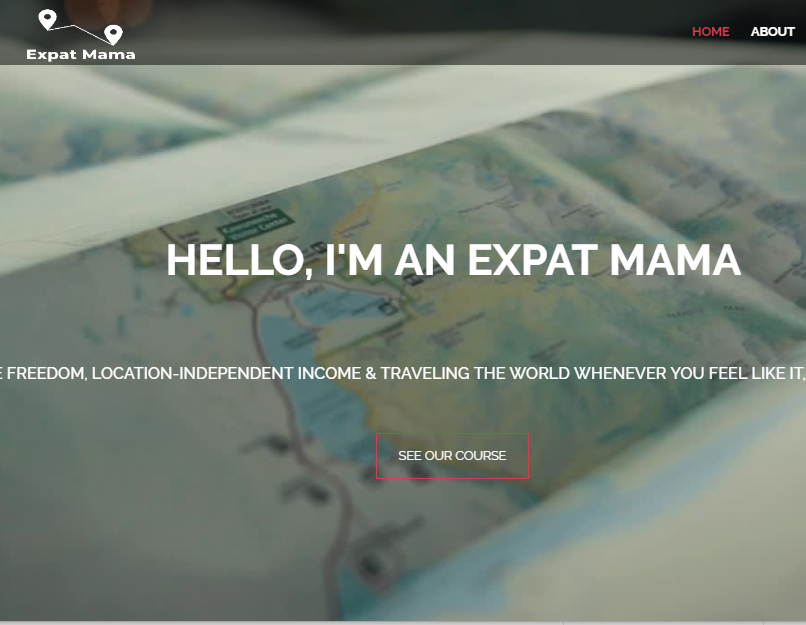 Expat Mama
HOME ABOUT
HELLO, I'M AN EXPAT MAMA
FREEDOM, LOCATION-INDEPENDENT INCOME & TRAVELING THE WORLD WHENEVER YOU FEEL LIKE IT,
SEE OUR COURSE